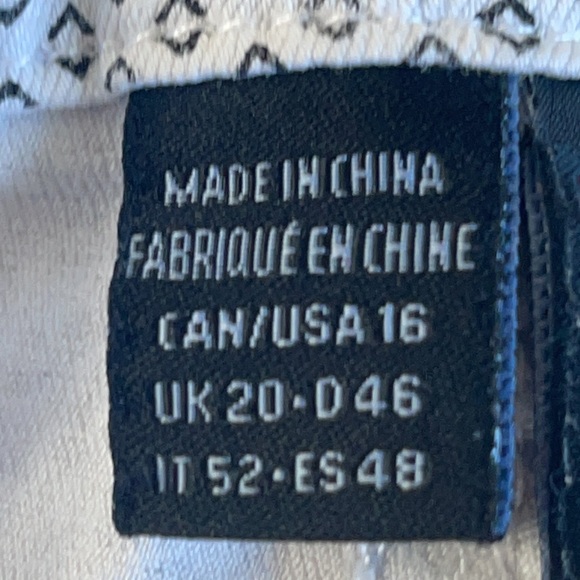 MADE IN CHINA
FABRIQUÉ EN CHINE
CAN/USA 16
UK 20 · D 46
IT 52 · ES 48